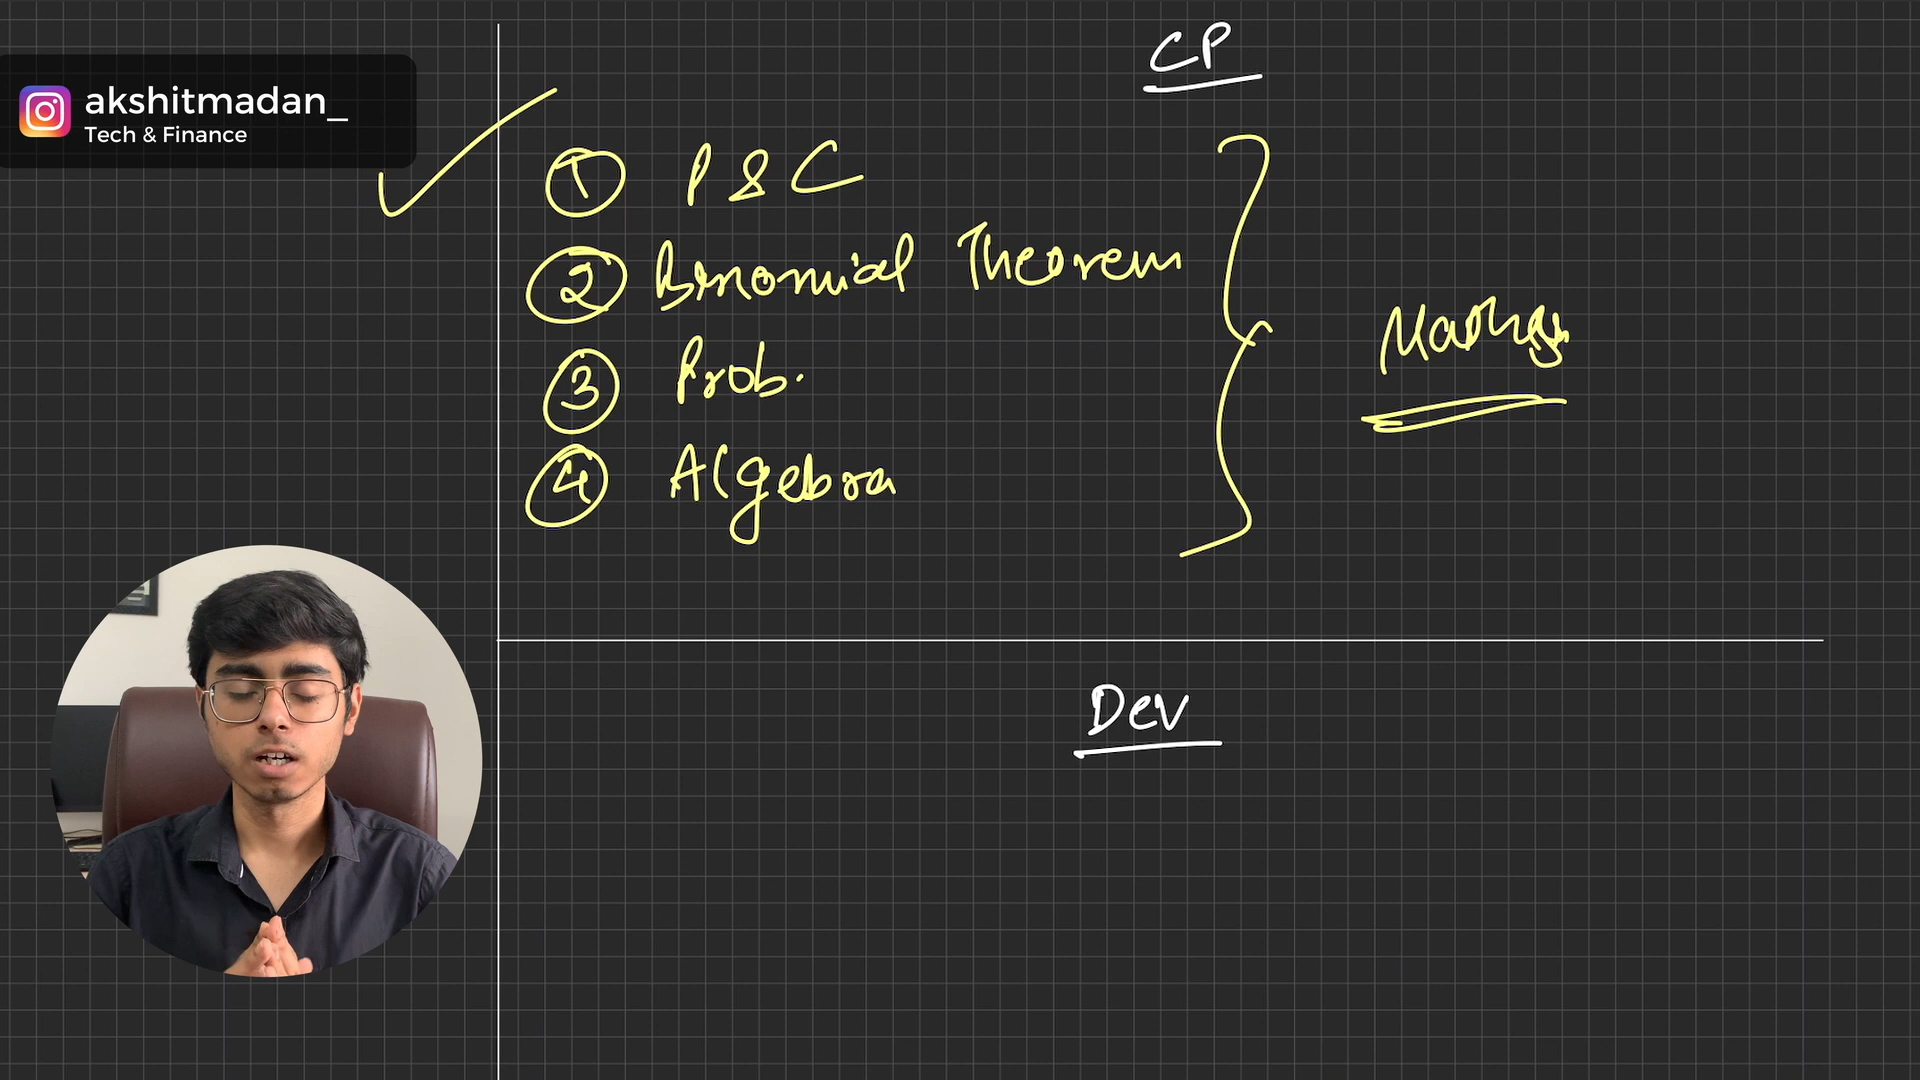 akshitmadan_
Tech & Finance
CP
1 P & C
2 Binomial Theorem
3 Prob.
4 Algebra
Maths
Dev